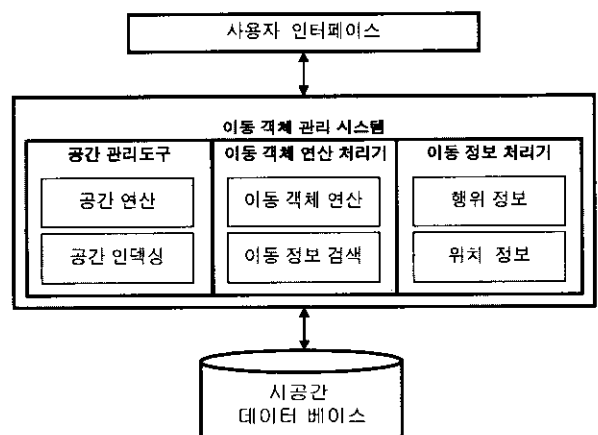 사용자 인터페이스
이동 객체 관리 시스템
공간 관리도구 이동 객체 연산 처리기 이동 정보 처리기
공간 연산 이동 객체 연산 행위 정보
공간 인덱싱 이동 정보 검색 위치 정보
시공간
데이터 베이스